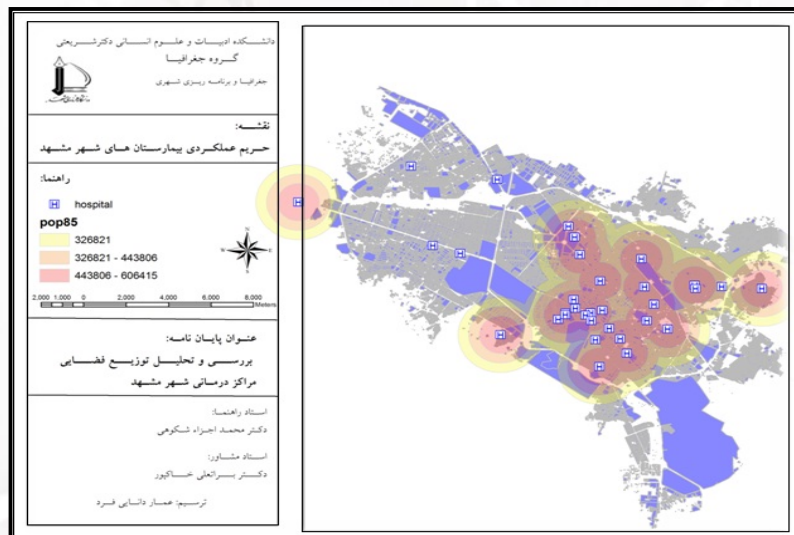 دانشکده ادبیات و علوم انسانی دکترشریعتی
گروه جغرافیا
جغرافیا و برنامه ریزی شهری
نقشه:
حریم عملکردی بیمارستان های شهر مشهد
راهنما:
H hospital
pop85
326821
326821 - 443806
443806 - 606415
2,000 1,000 0 2,000 4,000 6,000 8,000
Meters
عنوان پایان نامه:
بررسی و تحلیل توزیع فضایی
مراکز درمانی شهر مشهد
استاد راهنما:
دکتر محمد اجزاء شکوهی
استاد مشاور:
دکتر براتعلی خاکپور
ترسیم: عمار دانایی فرد